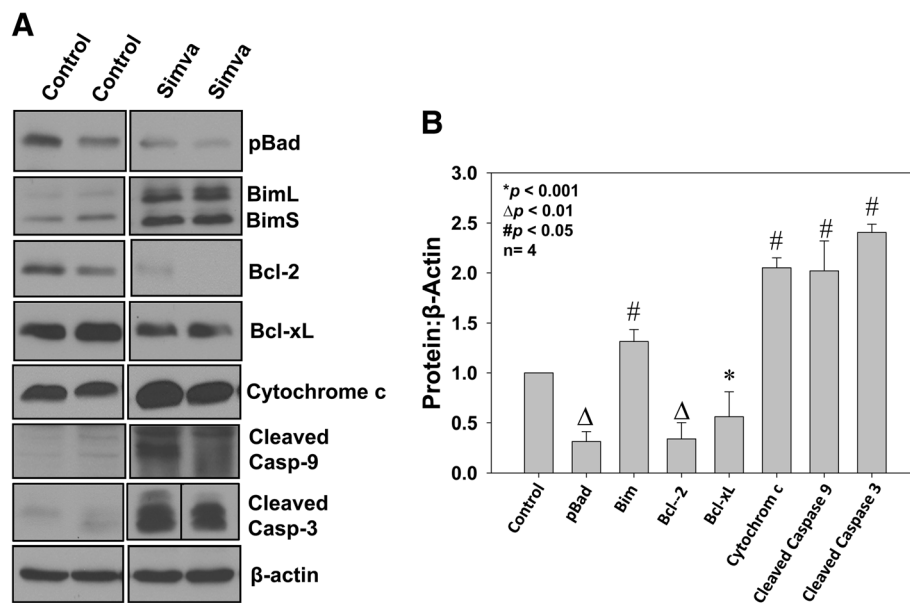 A
Control
Control
Simva
Simva
pBad
BimL
BimS
Bcl-2
Bcl-xL
Cytochrome c
Cleaved
Casp-9
Cleaved
Casp-3
β-actin
B
Protein:β-Actin
3.0
2.5
2.0
1.5
1.0
0.5
0.0
*p < 0.001
Δp < 0.01
#p < 0.05
n= 4
Δ
#
Δ
*
#
#
#
Control
pBad
Bim
Bcl--2
Bcl-xL
Cytochrom c
Cleaved Caspase 9
Cleaved Caspase 3